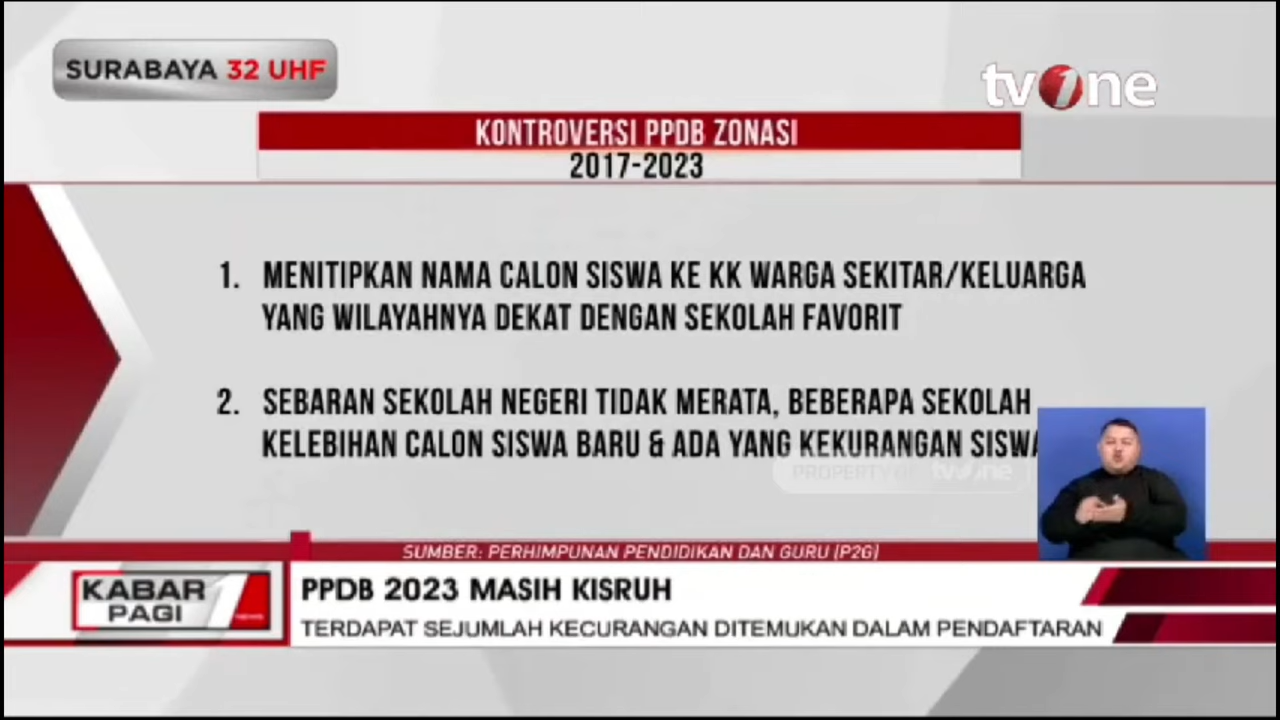 SURABAYA 32 UHF
tvOne
KONTROVERSI PPDB ZONASI
2017-2023
1. MENITIPKAN NAMA CALON SISWA KE KK WARGA SEKITAR/KELUARGA
YANG WILAYAHNYA DEKAT DENGAN SEKOLAH FAVORIT
2. SEBARAN SEKOLAH NEGERI TIDAK MERATA, BEBERAPA SEKOLAH
KELEBIHAN CALON SISWA BARU & ADA YANG KEKURANGAN SISWA
PROPERTY OF tvOne
SUMBER: PERHIMPUNAN PENDIDIKAN DAN GURU (P2G)
KABAR
PAGI
PPDB 2023 MASIH KISRUH
TERDAPAT SEJUMLAH KECURANGAN DITEMUKAN DALAM PENDAFTARAN